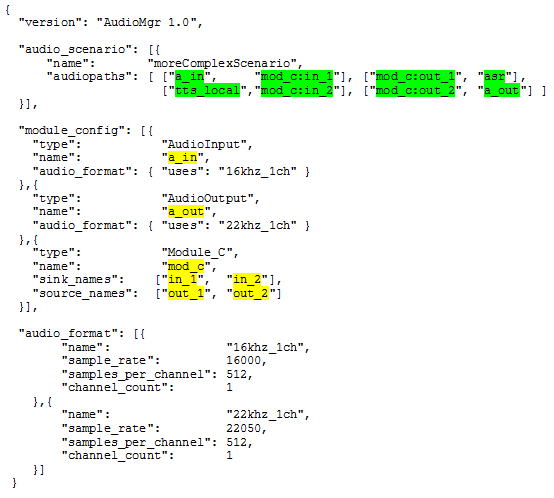 {
"version": "AudioMgr 1.0",
"audio_scenario": [{
"name": "moreComplexScenario",
"audiopaths": [ ["a_in", "mod_c:in_1"], ["mod_c:out_1", "asr"],
["tts_local","mod_c:in_2"], ["mod_c:out_2", "a_out"] ]
}],
"module_config": [{
"type": "AudioInput",
"name": "a_in",
"audio_format": { "uses": "16khz_1ch" }
},{
"type": "AudioOutput",
"name": "a_out",
"audio_format": { "uses": "22khz_1ch" }
},{
"type": "Module_C",
"name": "mod_c",
"sink_names": ["in_1", "in_2"],
"source_names": ["out_1", "out_2"]
}],
"audio_format": [{
"name": "16khz_1ch",
"sample_rate": 16000,
"samples_per_channel": 512,
"channel_count": 1
},{
"name": "22khz_1ch",
"sample_rate": 22050,
"samples_per_channel": 512,
"channel_count": 1
}]
}